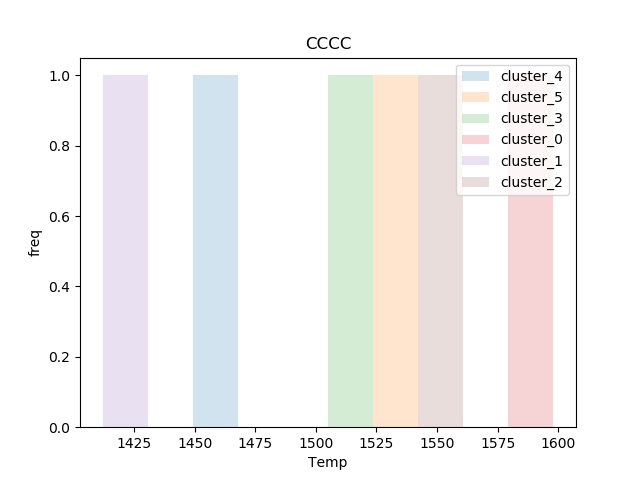 CCCC
freq
1.0
0.8
0.6
0.4
0.2
0.0
cluster_4
cluster_5
cluster_3
cluster_0
cluster_1
cluster_2
1425 1450 1475 1500 1525 1550 1575 1600
Temp